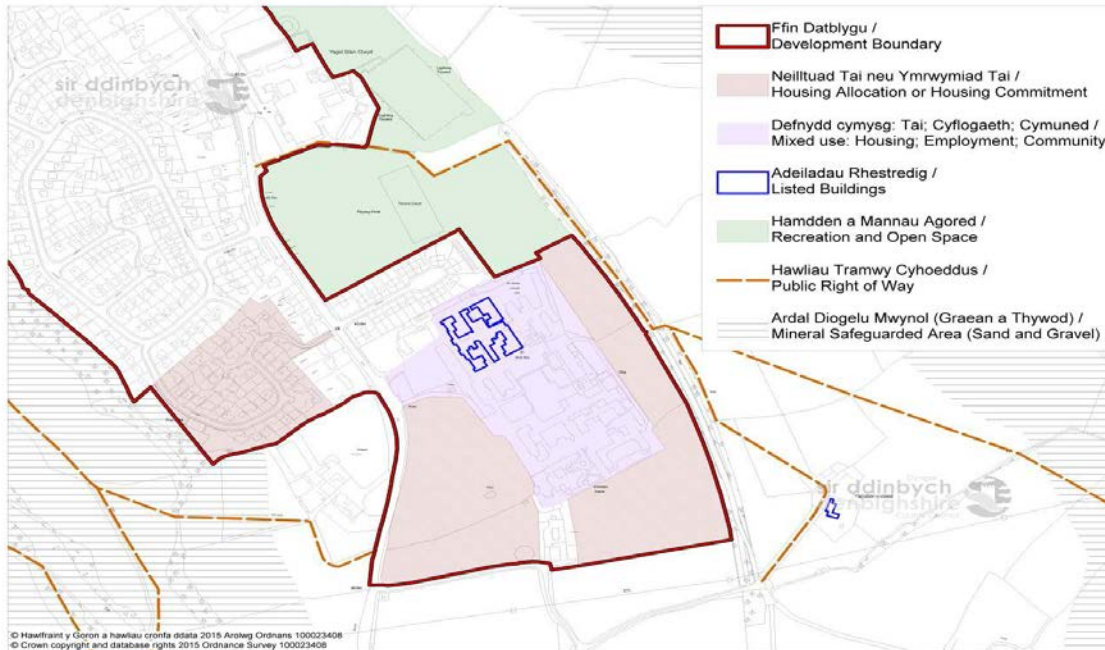 Ffin Datblygu /
Development Boundary
Neilltuad Tai neu Ymrwymiad Tai /
Housing Allocation or Housing Commitment
Defnydd cymysg: Tai; Cyflogaeth; Cymuned /
Mixed use: Housing; Employment; Community
Adeiladau Rhestredig /
Listed Buildings
Hamdden a Mannau Agored /
Recreation and Open Space
Hawliau Tramwy Cyhoeddus /
Public Right of Way
Ardal Diogelu Mwynol (Graean a Thywod) /
Mineral Safeguarded Area (Sand and Gravel)
sir ddinbych
denbighshire
Playing Field
Tennis Court
sir ddinbych
denbighshire
© Hawlfraint y Goron a hawliau cronfa ddata 2015 Arolwg Ordnans 100023408
© Crown copyright and database rights 2015 Ordnance Survey 100023408